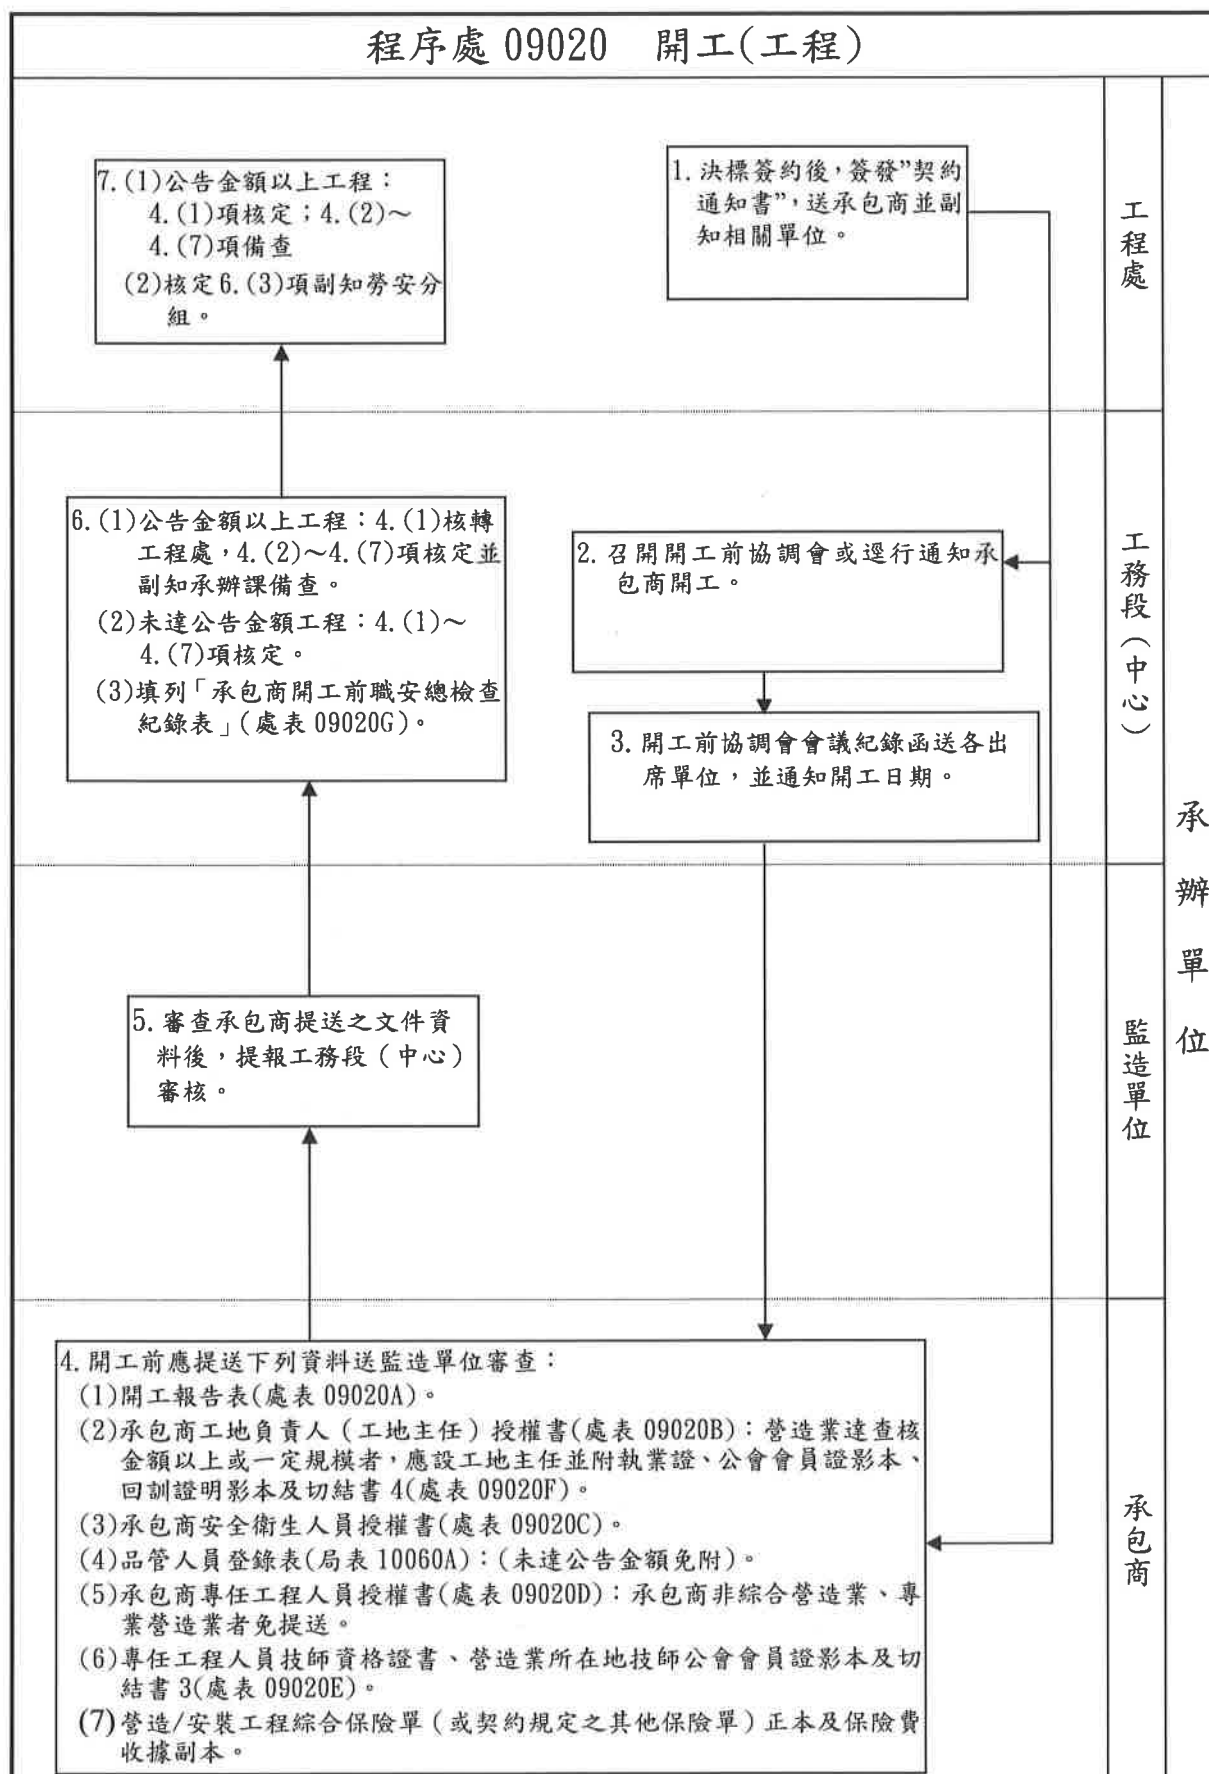 程序處 09020 開工(工程)
7.(1)公告金額以上工程：
4.(1)項核定；4.(2)～
4.(7)項備查
(2)核定6.(3)項副知勞安分
組。
1.決標簽約後，簽發”契約
通知書”，送承包商並副
知相關單位。
工程處
6.(1)公告金額以上工程：4.(1)核轉
工程處，4.(2)～4.(7)項核定並
副知承辦課備查。
(2)未達公告金額工程：4.(1)～
4.(7)項核定。
(3)填列「承包商開工前職安總檢查
紀錄表」(處表 09020G)。
2.召開開工前協調會或逕行通知承
包商開工。
3.開工前協調會會議紀錄函送各出
席單位，並通知開工日期。
工務段（中心）
5.審查承包商提送之文件資
料後，提報工務段（中心）
審核。
監造單位
承辦單位
4.開工前應提送下列資料送監造單位審查：
(1)開工報告表(處表 09020A)。
(2)承包商工地負責人（工地主任）授權書(處表 09020B)：營造業達查核
金額以上或一定規模者，應設工地主任並附執業證、公會會員證影本、
回訓證明影本及切結書 4(處表 09020F)。
(3)承包商安全衛生人員授權書(處表 09020C)。
(4)品管人員登錄表(局表 10060A)：(未達公告金額免附)。
(5)承包商專任工程人員授權書(處表 09020D)：承包商非綜合營造業、專
業營造業者免提送。
(6)專任工程人員技師資格證書、營造業所在地技師公會會員證影本及切
結書 3(處表 09020E)。
(7)營造/安裝工程綜合保險單（或契約規定之其他保險單）正本及保險費
收據副本。
承包商